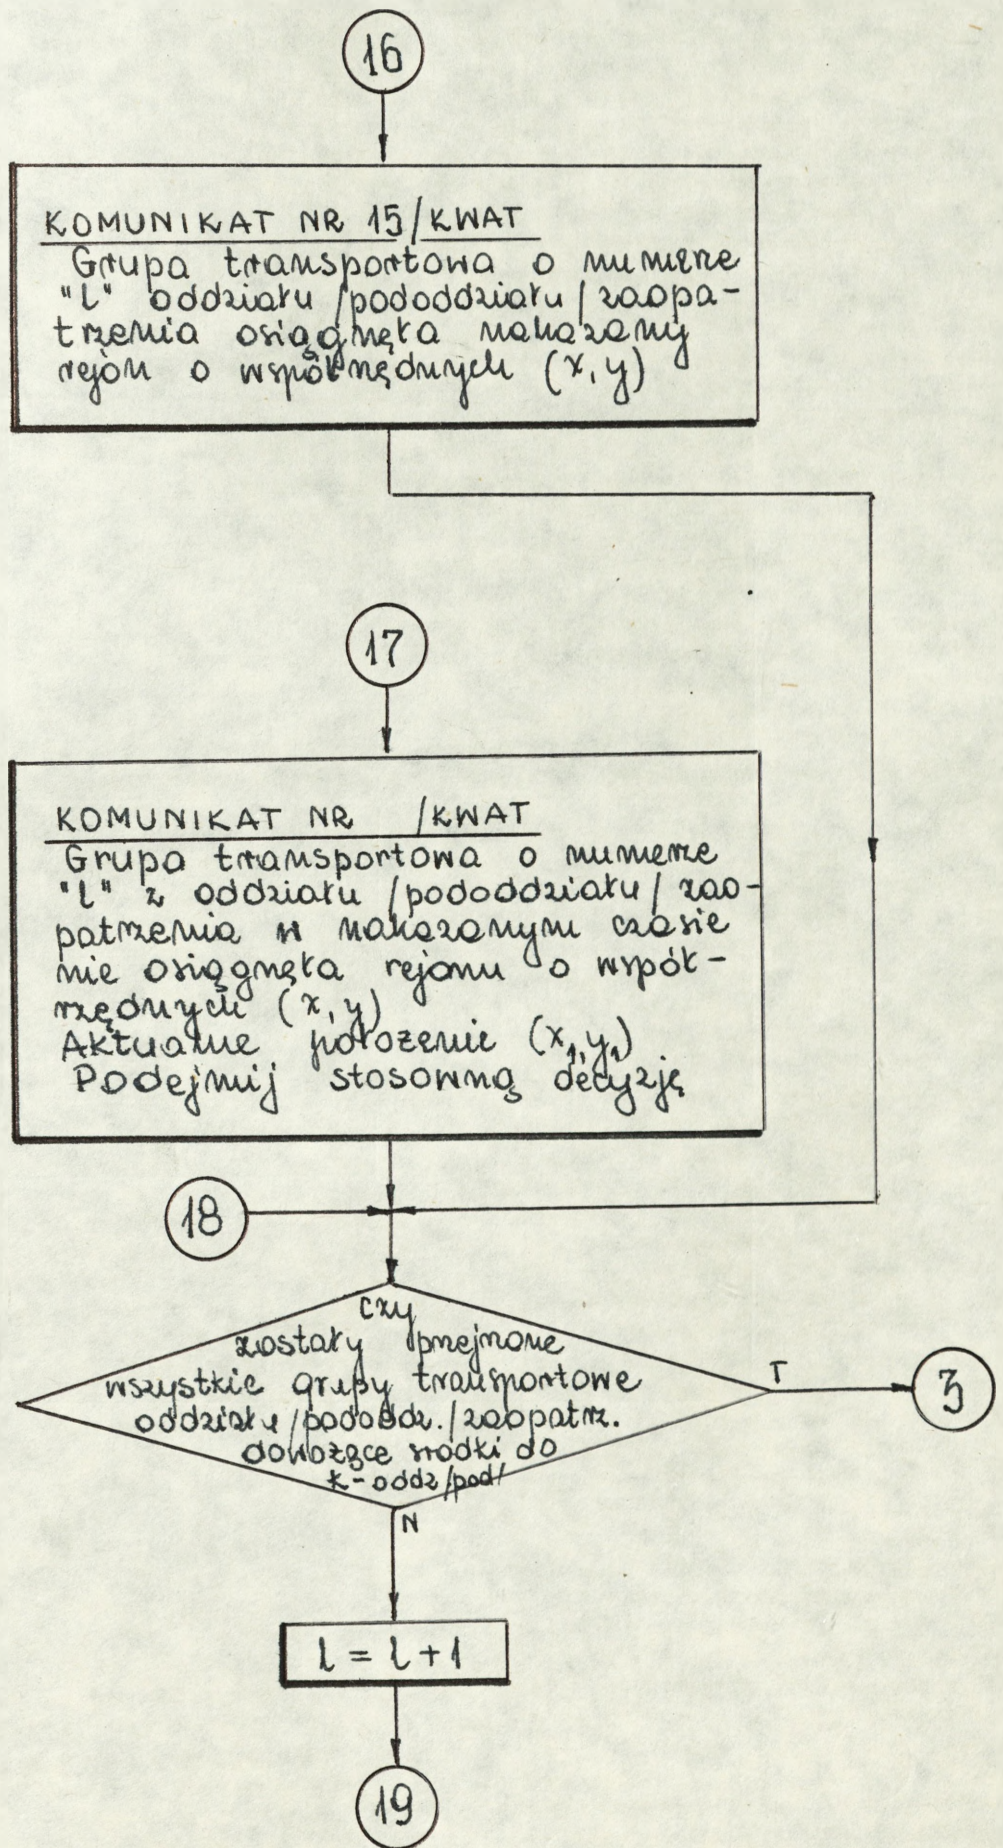 16
KOMUNIKAT NR 15/KWAT
Grupa transportowa o numerze
"l" oddziału /pododdziału/ zaopa-
trzenia osiągnęła nakazany
rejon o współrzędnych (x, y)
17
KOMUNIKAT NR /KWAT
Grupa transportowa o numerze
"l" z oddziału /pododdziału/ zao-
patrzenia w nakazanym czasie
nie osiągnęła rejonu o współ-
rzędnych (x, y)
Aktualne położenie (x₁, y₁)
Podejmij stosowną decyzję
18
czy
zostały przejrzane
wszystkie grupy transportowe
oddziału /pododdz./ zaopatrz.
dowożące środki do
k-oddz /pod/
T
3
N
l = l + 1
19